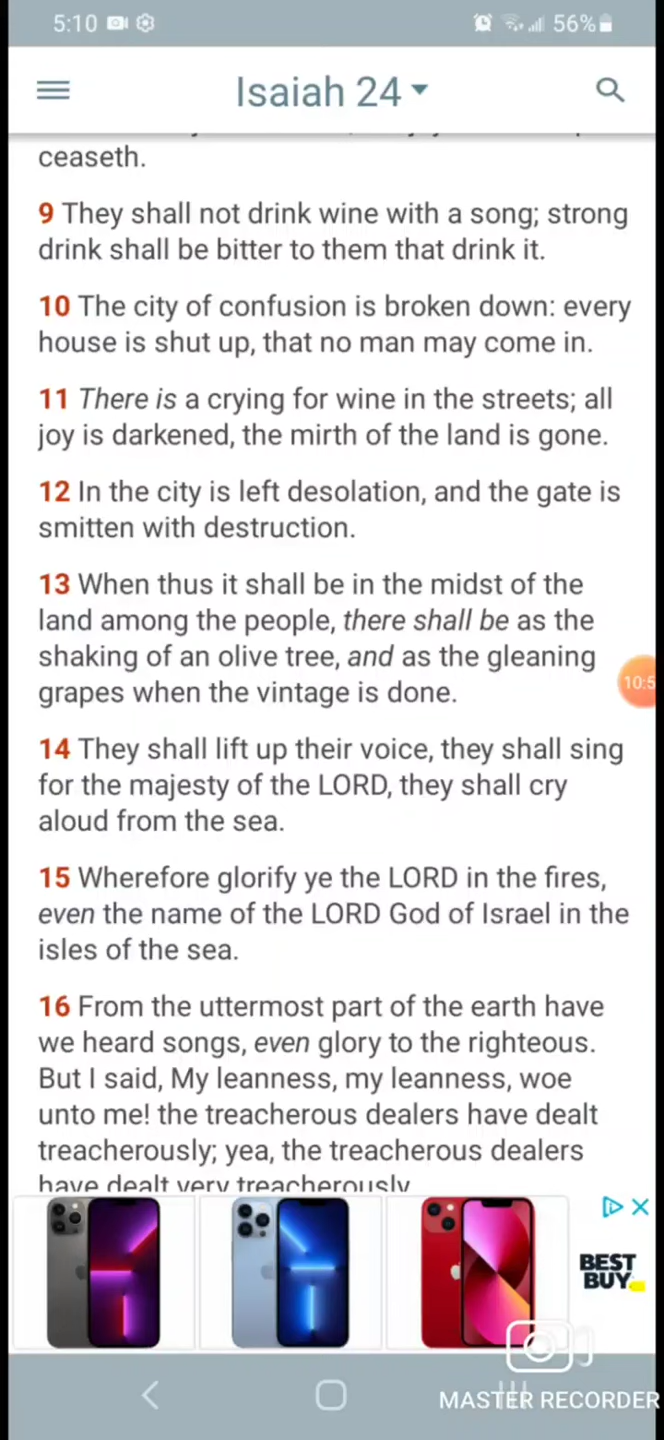 5:10 56%
Isaiah 24
ceaseth.
9 They shall not drink wine with a song; strong
drink shall be bitter to them that drink it.
10 The city of confusion is broken down: every
house is shut up, that no man may come in.
11 There is a crying for wine in the streets; all
joy is darkened, the mirth of the land is gone.
12 In the city is left desolation, and the gate is
smitten with destruction.
13 When thus it shall be in the midst of the
land among the people, there shall be as the
shaking of an olive tree, and as the gleaning
grapes when the vintage is done.
10:5
14 They shall lift up their voice, they shall sing
for the majesty of the LORD, they shall cry
aloud from the sea.
15 Wherefore glorify ye the LORD in the fires,
even the name of the LORD God of Israel in the
isles of the sea.
16 From the uttermost part of the earth have
we heard songs, even glory to the righteous.
But I said, My leanness, my leanness, woe
unto me! the treacherous dealers have dealt
treacherously; yea, the treacherous dealers
have dealt very treacherously
BEST
BUY
MASTER RECORDER